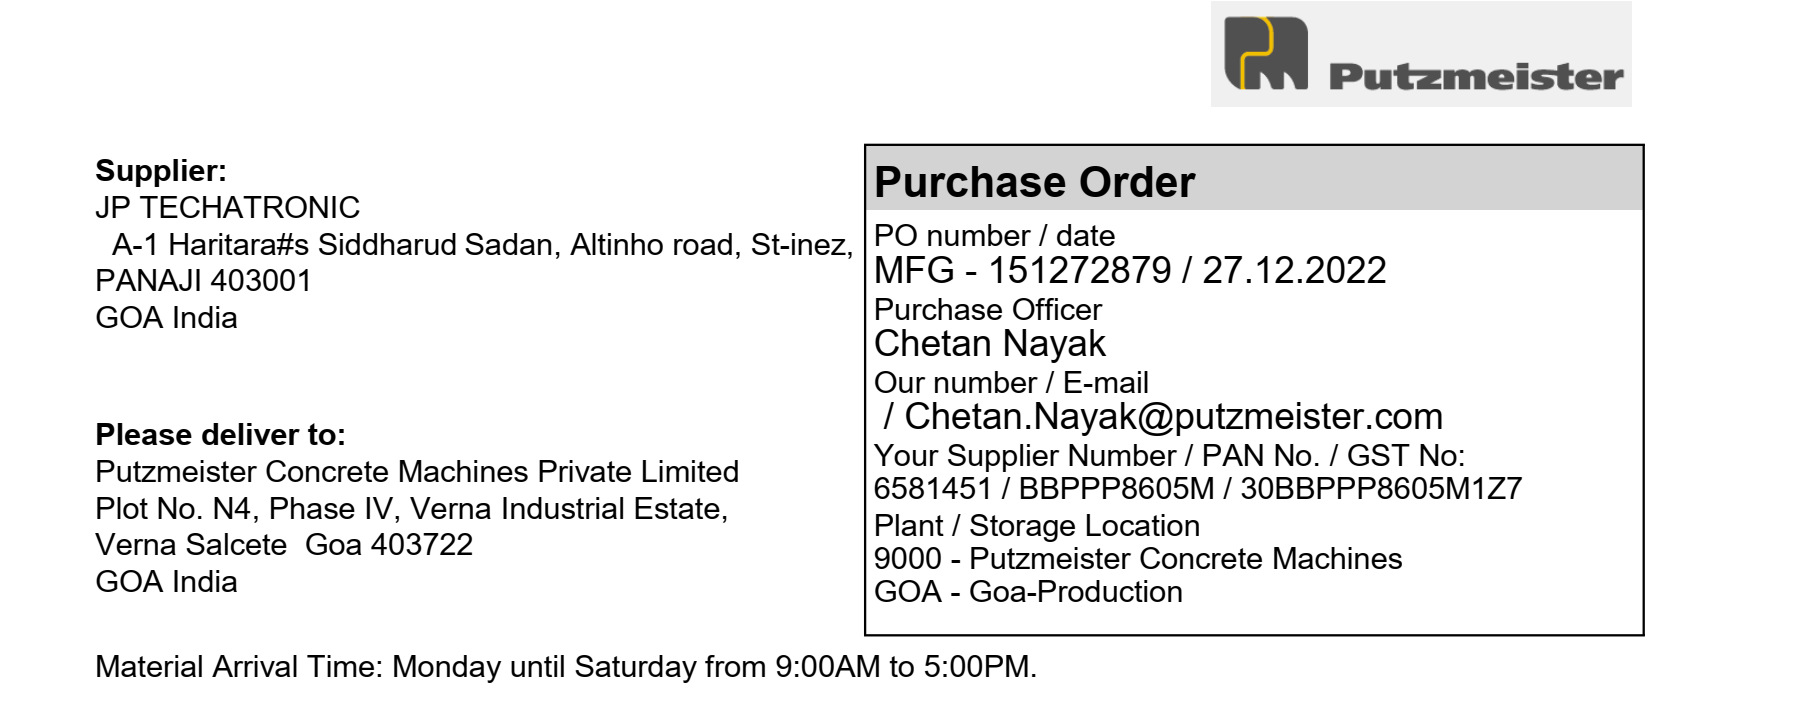 Putzmeister
Supplier:
JP TECHATRONIC
A-1 Haritara#s Siddharud Sadan, Altinho road, St-inez,
PANAJI 403001
GOA India
Please deliver to:
Putzmeister Concrete Machines Private Limited
Plot No. N4, Phase IV, Verna Industrial Estate,
Verna Salcete  Goa 403722
GOA India
Purchase Order
PO number / date
MFG - 151272879 / 27.12.2022
Purchase Officer
Chetan Nayak
Our number / E-mail
/ Chetan.Nayak@putzmeister.com
Your Supplier Number / PAN No. / GST No:
6581451 / BBPPP8605M / 30BBPPP8605M1Z7
Plant / Storage Location
9000 - Putzmeister Concrete Machines
GOA - Goa-Production
Material Arrival Time: Monday until Saturday from 9:00AM to 5:00PM.